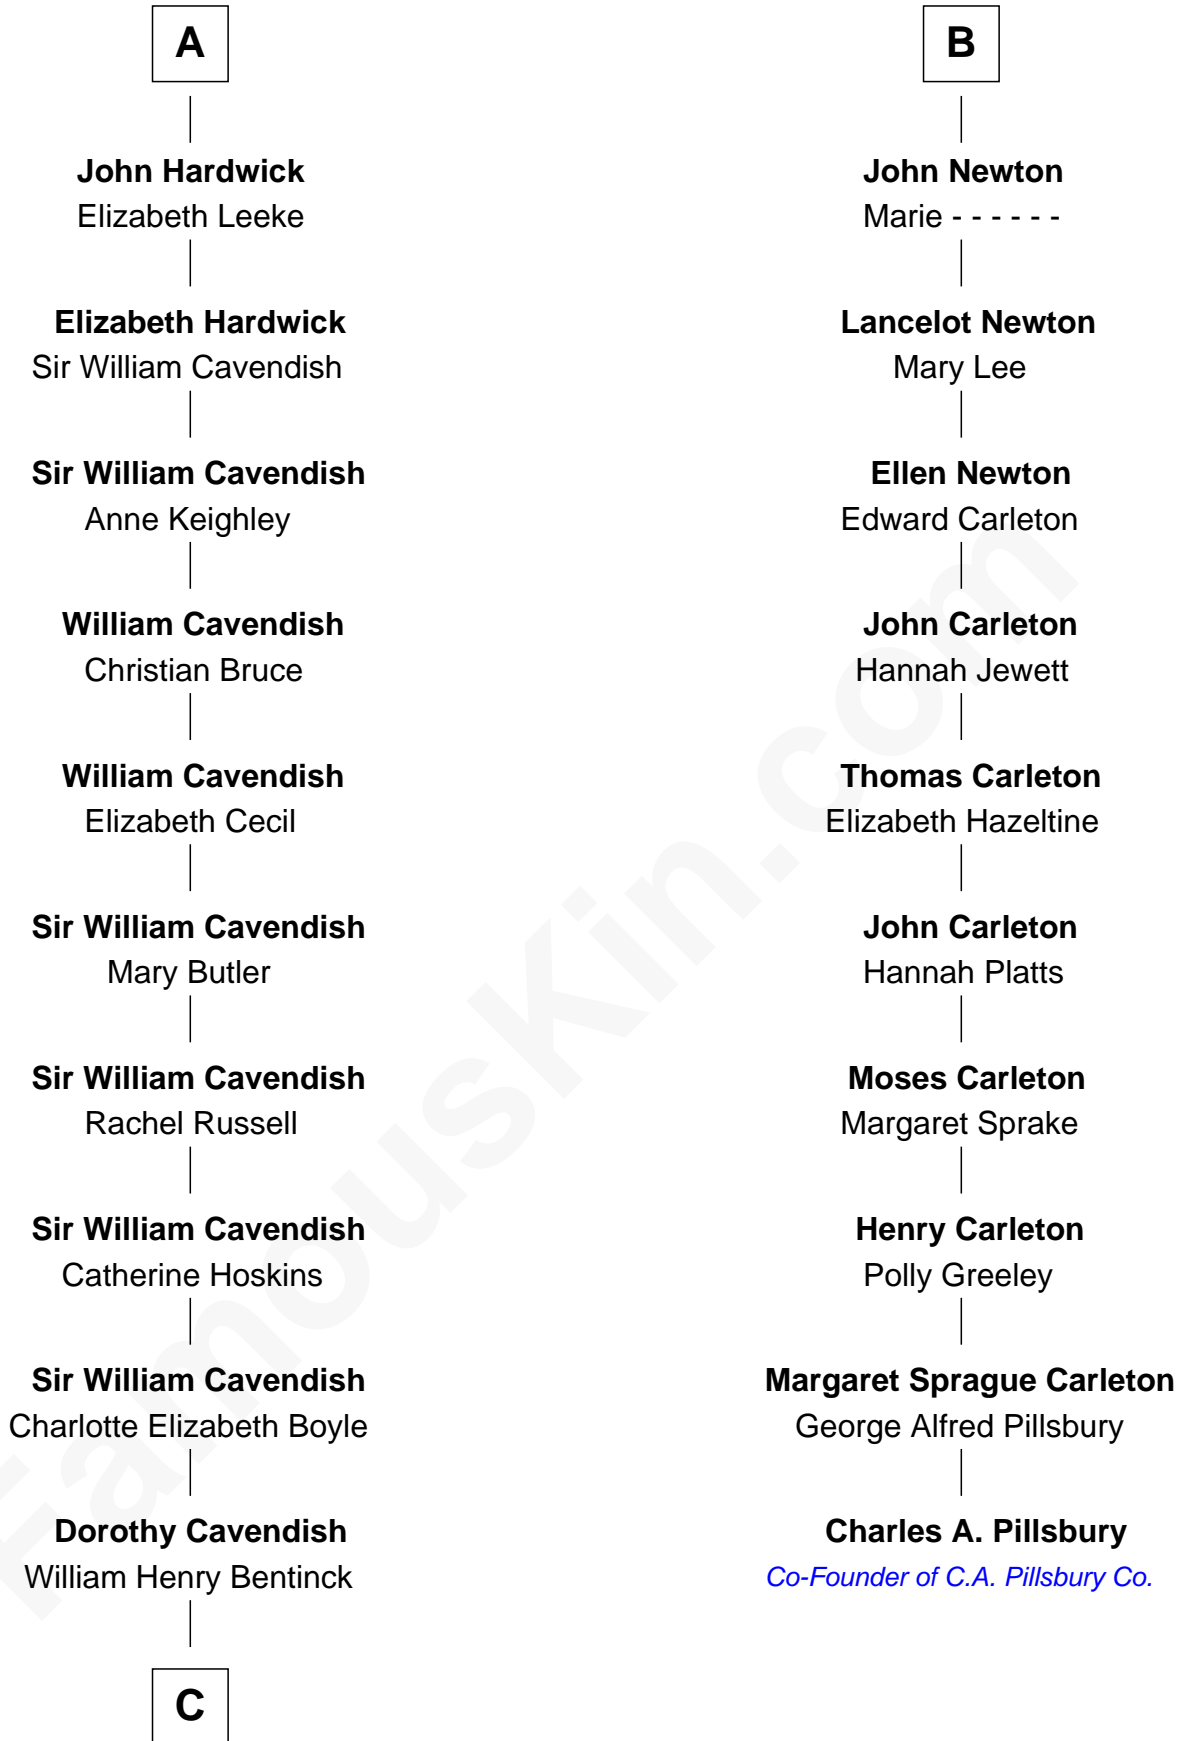 A
John Hardwick
Elizabeth Leeke
Elizabeth Hardwick
Sir William Cavendish
Sir William Cavendish
Anne Keighley
William Cavendish
Christian Bruce
William Cavendish
Elizabeth Cecil
Sir William Cavendish
Mary Butler
Sir William Cavendish
Rachel Russell
Sir William Cavendish
Catherine Hoskins
Sir William Cavendish
Charlotte Elizabeth Boyle
Dorothy Cavendish
William Henry Bentinck
C
B
John Newton
Marie - - - - - -
Lancelot Newton
Mary Lee
Ellen Newton
Edward Carleton
John Carleton
Hannah Jewett
Thomas Carleton
Elizabeth Hazeltine
John Carleton
Hannah Platts
Moses Carleton
Margaret Sprake
Henry Carleton
Polly Greeley
Margaret Sprague Carleton
George Alfred Pillsbury
Charles A. Pillsbury
Co-Founder of C.A. Pillsbury Co.
FamousKin.com